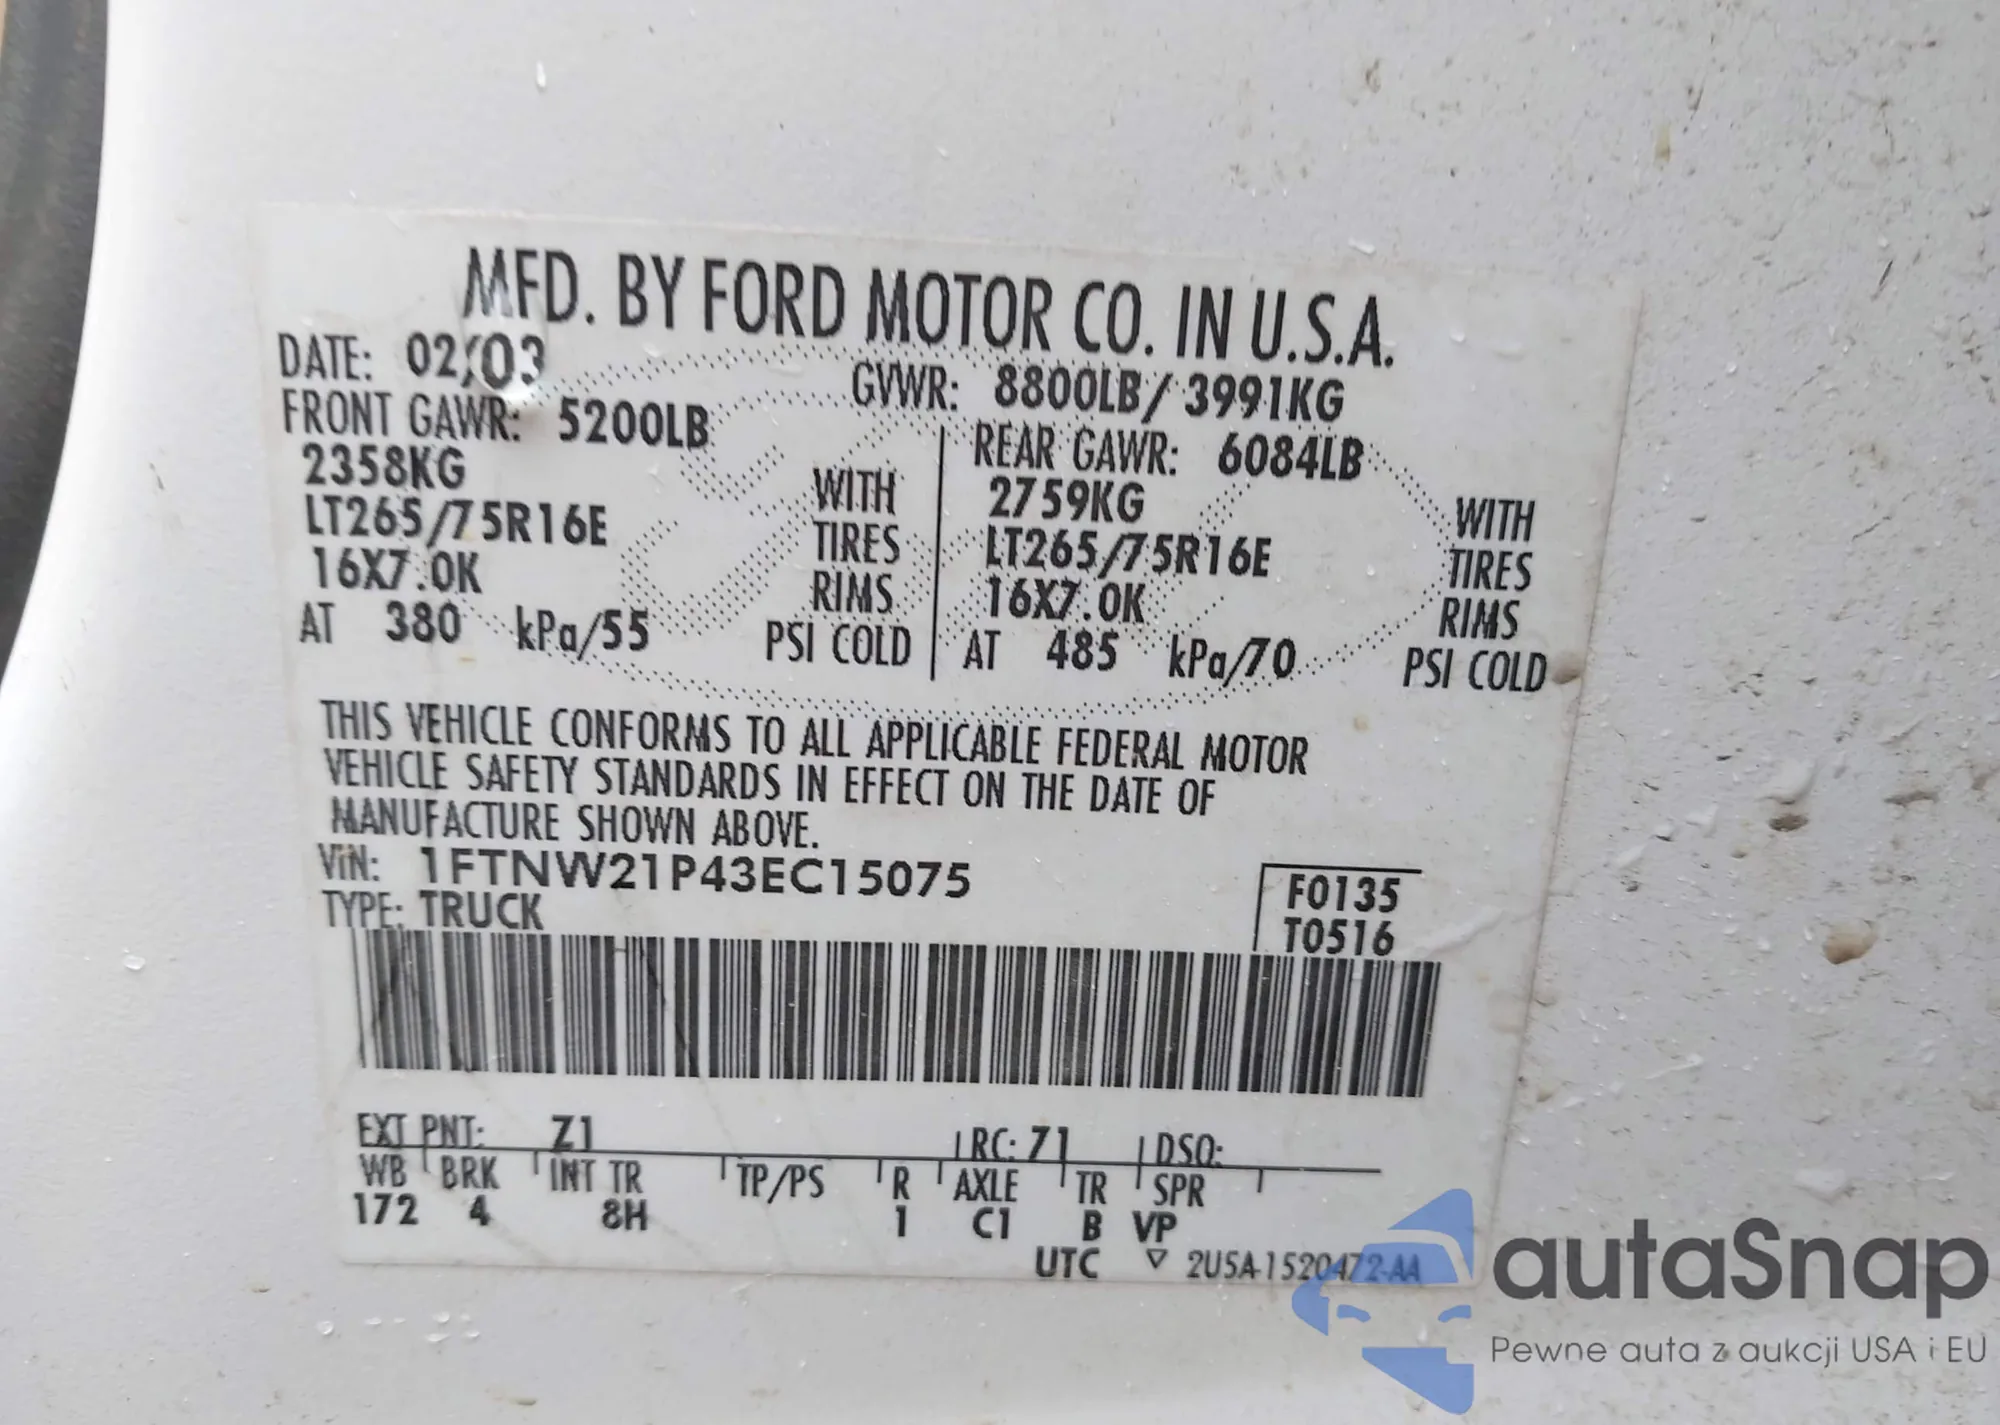 MFD. BY FORD MOTOR CO. IN U.S.A.
DATE: 02/03 GVWR: 8800LB/ 3991KG
FRONT GAWR: 5200LB REAR GAWR: 6084LB
2358KG WITH 2759KG WITH
LT265/75R16E TIRES LT265/75R16E TIRES
16X7.0K RIMS 16X7.0K RIMS
AT 380 kPa/55 PSI COLD AT 485 kPa/70 PSI COLD
THIS VEHICLE CONFORMS TO ALL APPLICABLE FEDERAL MOTOR
VEHICLE SAFETY STANDARDS IN EFFECT ON THE DATE OF
MANUFACTURE SHOWN ABOVE.
VIN: 1FTNW21P43EC15075 F0135
TYPE: TRUCK T0516
EXT PNT: Z1 RC: 71 DSO:
WB BRK INT TR TP/PS R AXLE TR SPR
172 4 8H 1 C1 B VP
UTC ▽ 2U5A-1520472-AA
autaSnap
Pewne auta z aukcji USA i EU